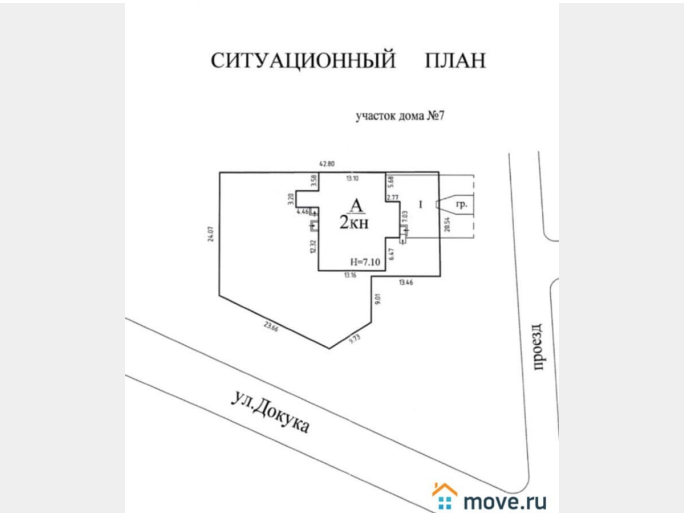 СИТУАЦИОННЫЙ ПЛАН
участок дома №7
42.80
3.58
13.10
5.68
3.20
2.77
А
I
гр.
4.46
2кн
7.03
28.54
24.07
12.32
6.47
Н=7.10
13.16
13.46
9.01
23.66
5.73
проезд
ул.Докука
move.ru